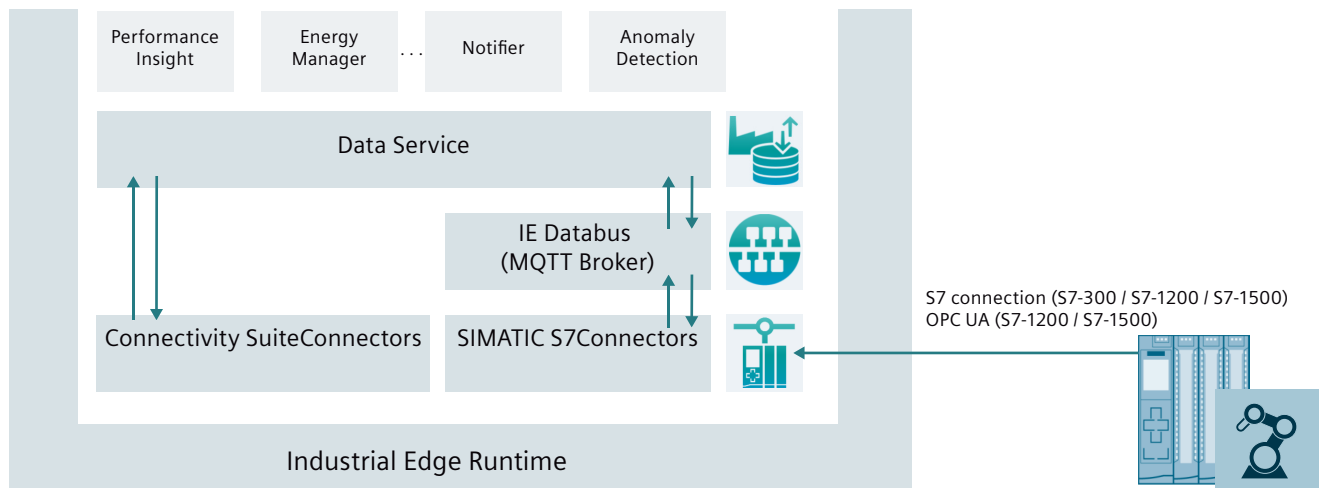 Performance
Insight
Energy
Manager
...
Notifier
Anomaly
Detection
Data Service
IE Databus
(MQTT Broker)
S7 connection (S7-300 / S7-1200 / S7-1500)
OPC UA (S7-1200 / S7-1500)
Connectivity SuiteConnectors
SIMATIC S7Connectors
Industrial Edge Runtime